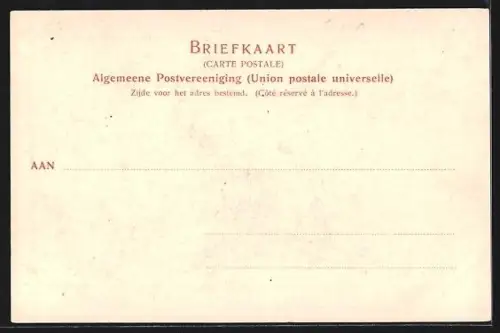 BRIEFKAART
(CARTE POSTALE)
Algemeene Postvereeniging (Union postale universelle)
Zijde voor het adres bestemd. (Côté réservé à l'adresse.)
AAN